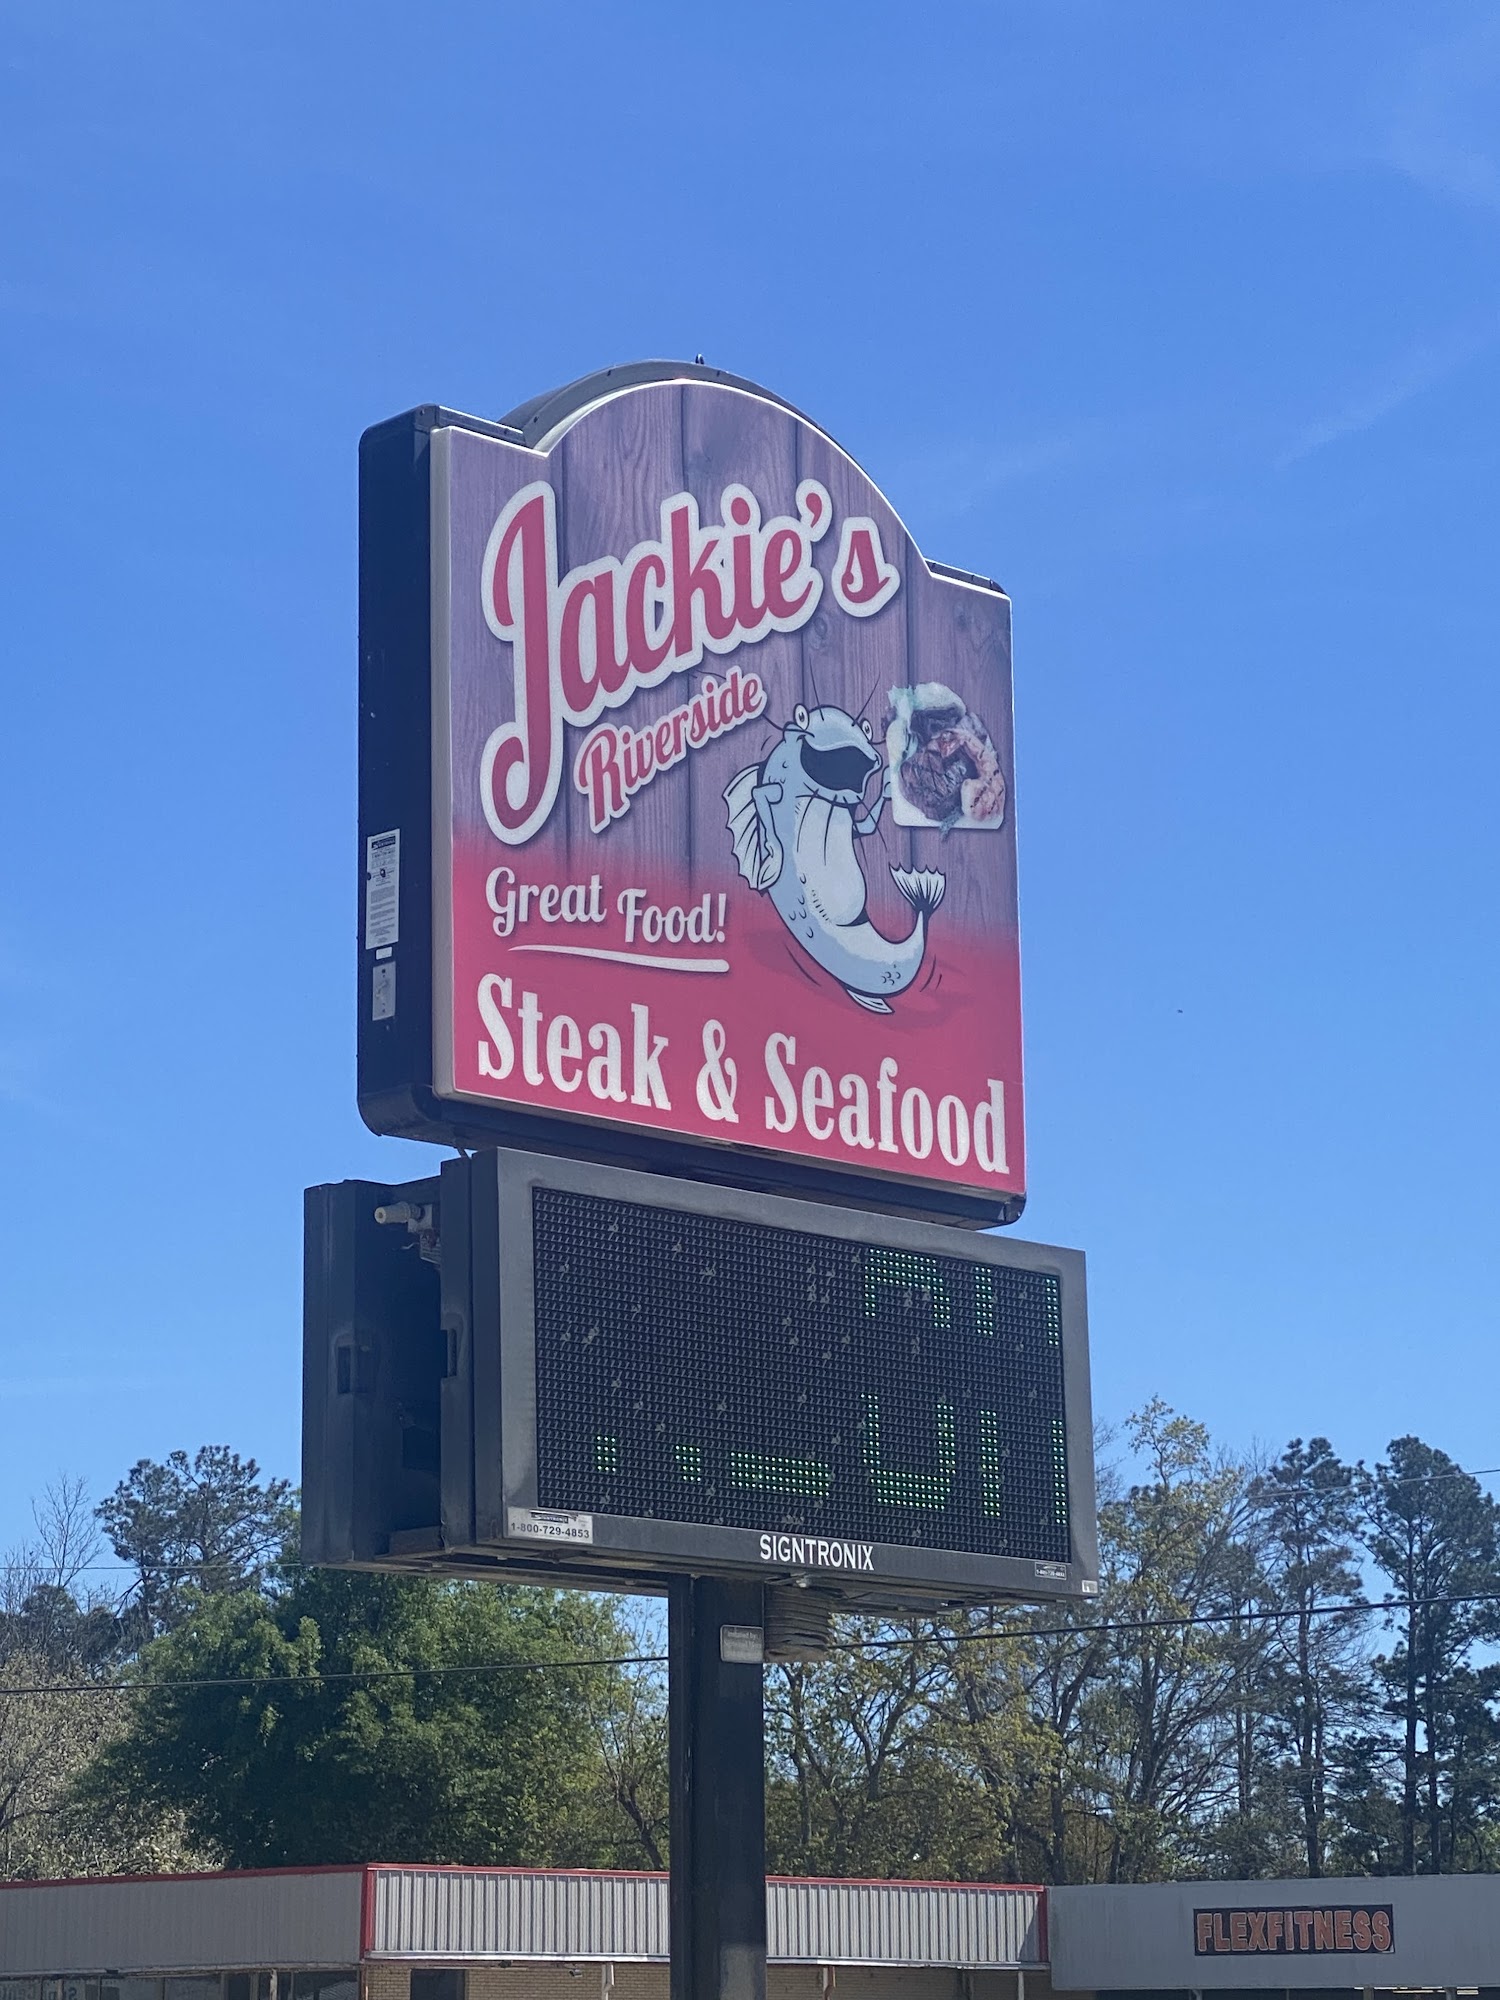 Jackie's
Riverside
Great Food!
Steak & Seafood
1-800-729-4853
SIGNTRONIX
FLEXFITNESS